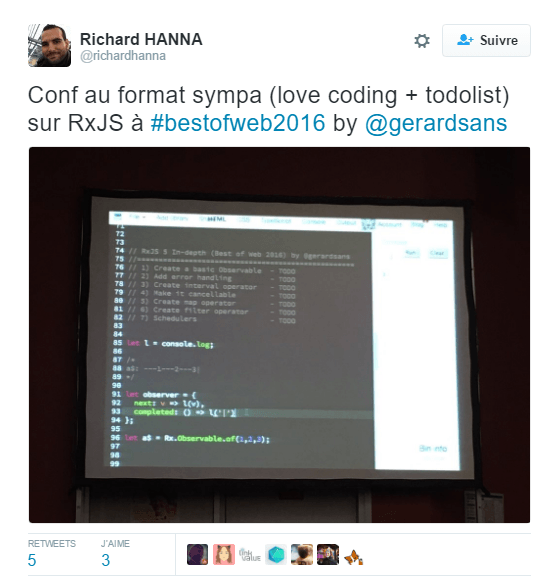 Richard HANNA
@richardhanna
Suivre
Conf au format sympa (love coding + todolist)
sur RxJS à #bestofweb2016 by @gerardsans
72
73
74 // RxJS 5 In-depth (Best of Web 2016) by @gerardsans
75 //
76 // 1) Create a basic Observable - TODO
77 // 2) Add error handling - TODO
78 // 3) Create interval operator - TODO
79 // 4) Make it cancellable - TODO
80 // 5) Create map operator - TODO
81 // 6) Create filter operator - TODO
82 // 7) Schedulers - TODO
83
84
85 let l = console.log;
86
87 /*
88 a$: ---1---2---3|
89 */
90
91 let observer = {
92 next: v => l(v),
93 completed: () => l('|')
94 };
95
96 let a$ = Rx.Observable.of(1,2,3);
97
98
99
Account Blog Help
Run Clear
Bin info
RETWEETS J'AIME
5 3